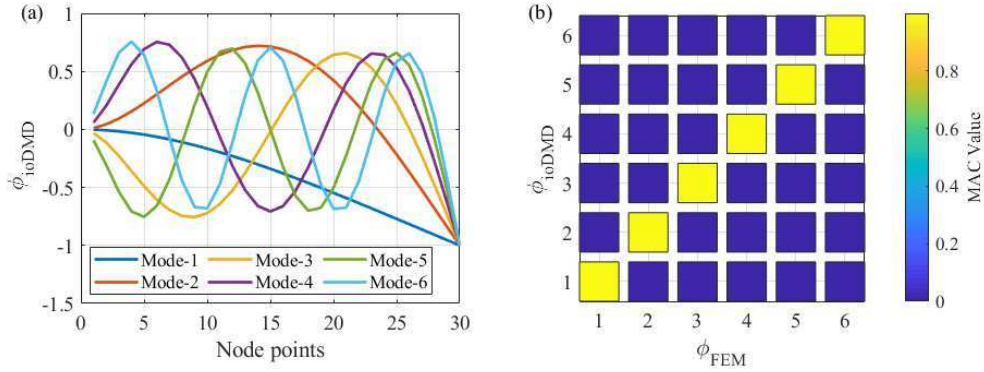 (a)
1
0.5
0
-0.5
-1
-1.5
ϕioDMD
Mode-1 Mode-3 Mode-5
Mode-2 Mode-4 Mode-6
0 5 10 15 20 25 30
Node points
(b)
6
5
4
3
2
1
ϕioDMD
1 2 3 4 5 6
ϕFEM
0.8
0.6
0.4
0.2
0
MAC Value